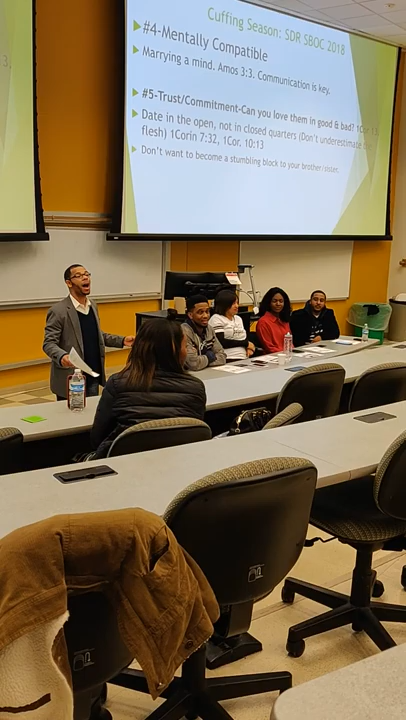 Cuffing Season: SDR SBOC 2018
#4-Mentally Compatible
Marrying a mind. Amos 3:3. Communication is key.
#5-Trust/Commitment-Can you love them in good & bad?
Date in the open, not in closed quarters (Don't underestimate
flesh) 1Corin 7:32, 1Cor. 10:13
Don't want to become a stumbling block to your brother/sister.